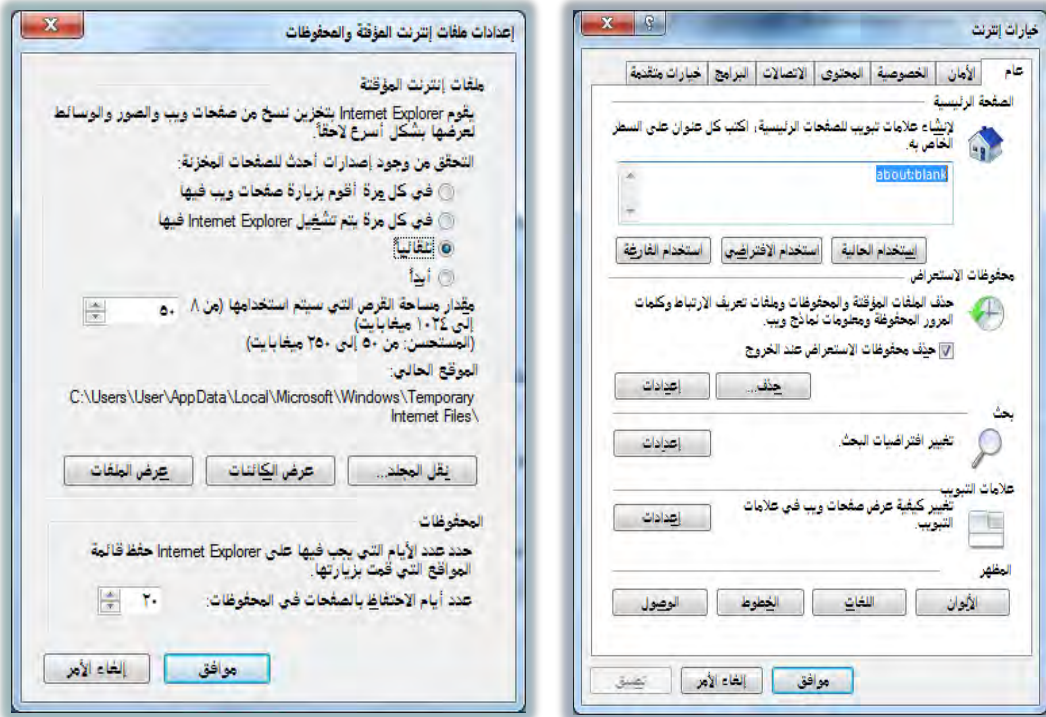 خيارات إنترنت
عام
الأمان
الخصوصية
المحتوى
الاتصالات
البرامج
خيارات متقدمة
الصفحة الرئيسية
لإنشاء علامات تبويب للصفحات الرئيسية، اكتب كل عنوان على السطر
الخاص به.
about:blank
إستخدام الحالية
استخدام الافتراضي
استخدام الفارغة
محفوظات الاستعراض
حذف الملفات المؤقتة والمحفوظات وملفات تعريف الارتباط وكلمات
المرور المحفوظة ومعلومات نماذج ويب.
حذف محفوظات الاستعراض عند الخروج
حذف...
إعدادات
بحث
تغيير افتراضيات البحث.
إعدادات
علامات التبويب
تغيير كيفية عرض صفحات ويب في علامات
التبويب.
إعدادات
المظهر
الألوان
اللغات
الخطوط
الوصول
موافق
إلغاء الأمر
تطبيق
إعدادات ملفات إنترنت المؤقتة والمحفوظات
ملفات إنترنت المؤقتة
يقوم Internet Explorer بتخزين نسخ من صفحات ويب والصور والوسائط
لعرضها بشكل أسرع لاحقاً.
التحقق من وجود إصدارات أحدث للصفحات المخزنة:
في كل مرة أقوم بزيارة صفحات ويب فيها
في كل مرة يتم تشغيل Internet Explorer فيها
تلقائياً
أبداً
مقدار مساحة القرص التي سيتم استخدامها (من ٨ ٥٠
إلى ١٠٢٤ ميغابايت)
(المستحسن: من ٥٠ إلى ٢٥٠ ميغابايت)
الموقع الحالي:
C:\Users\User\AppData\Local\Microsoft\Windows\Temporary
Internet Files\
نقل المجلد...
عرض الكائنات
عرض الملفات
المحفوظات
حدد عدد الأيام التي يجب فيها على Internet Explorer حفظ قائمة
المواقع التي قمت بزيارتها.
عدد أيام الاحتفاظ بالصفحات في المحفوظات: ٢٠
موافق
إلغاء الأمر